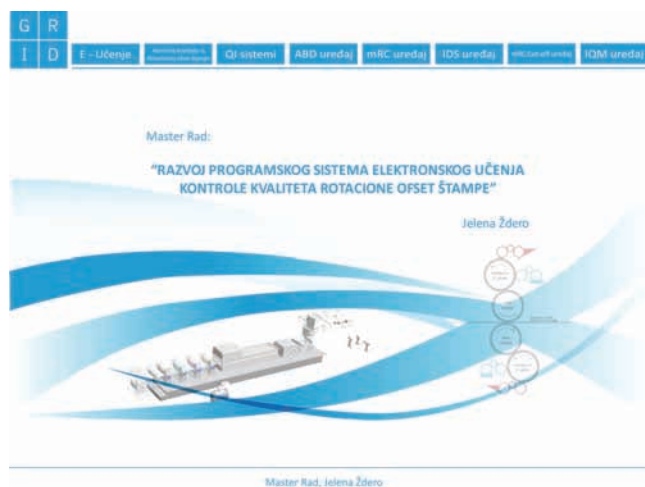 G R
I D
E - Učenje
QI sistemi
ABD uređaj
mRC uređaj
IDS uređaj
IQM uređaj
Master Rad:
“RAZVOJ PROGRAMSKOG SISTEMA ELEKTRONSKOG UČENJA
KONTROLE KVALITETA ROTACIONE OFSET ŠTAMPE”
Jelena Ždero
Master Rad, Jelena Ždero